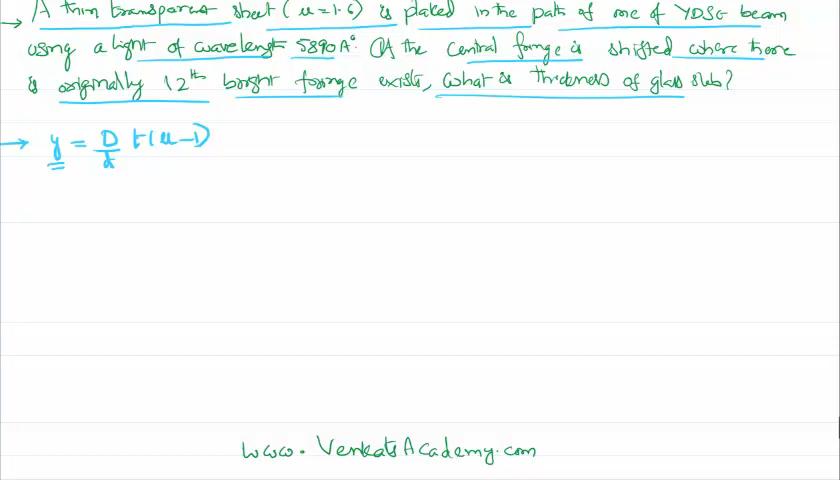 → A thin transparent sheet (u=1.6) is placed in the path of one of YDSE beam
using a light of wavelength 5890A°. If the Central fringe is shifted where there
is originally 12th bright fringe exists, what is thickness of glass slab?
→ y = D/d t(u-1)
www.VenkatsAcademy.com